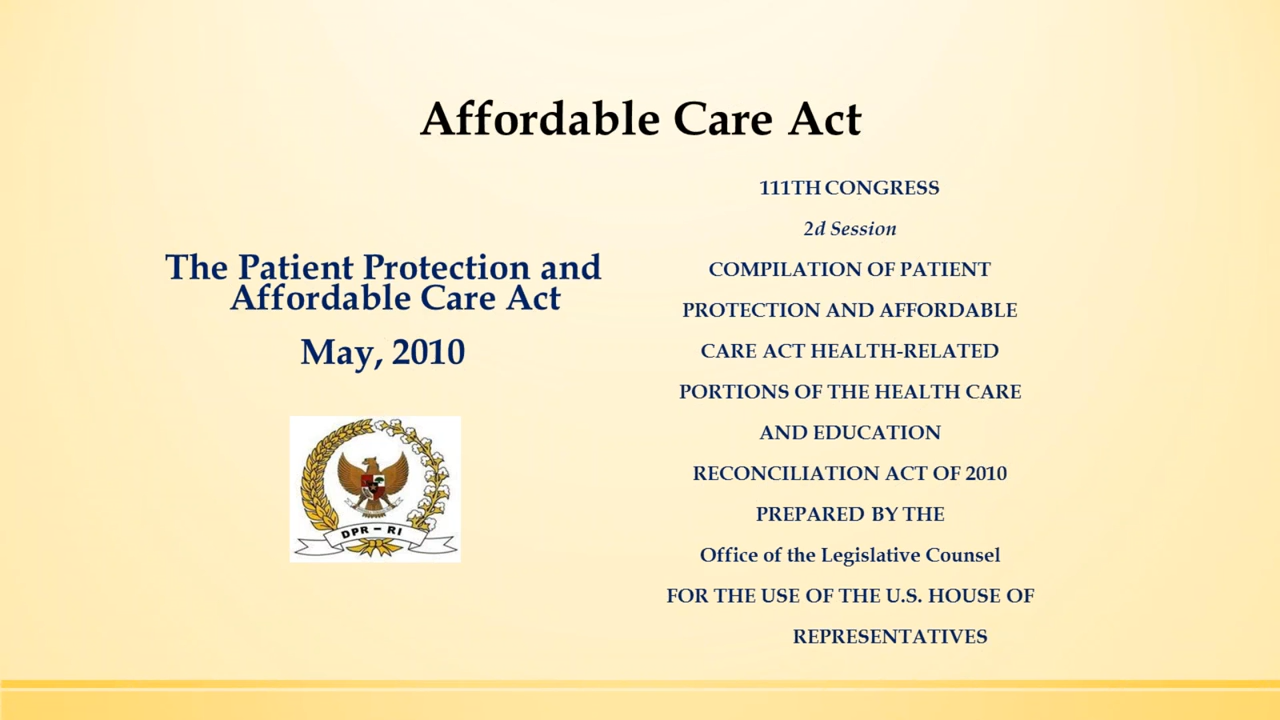 Affordable Care Act
The Patient Protection and
Affordable Care Act
May, 2010
DPR – RI
111TH CONGRESS
2d Session
COMPILATION OF PATIENT
PROTECTION AND AFFORDABLE
CARE ACT HEALTH-RELATED
PORTIONS OF THE HEALTH CARE
AND EDUCATION
RECONCILIATION ACT OF 2010
PREPARED BY THE
Office of the Legislative Counsel
FOR THE USE OF THE U.S. HOUSE OF
REPRESENTATIVES